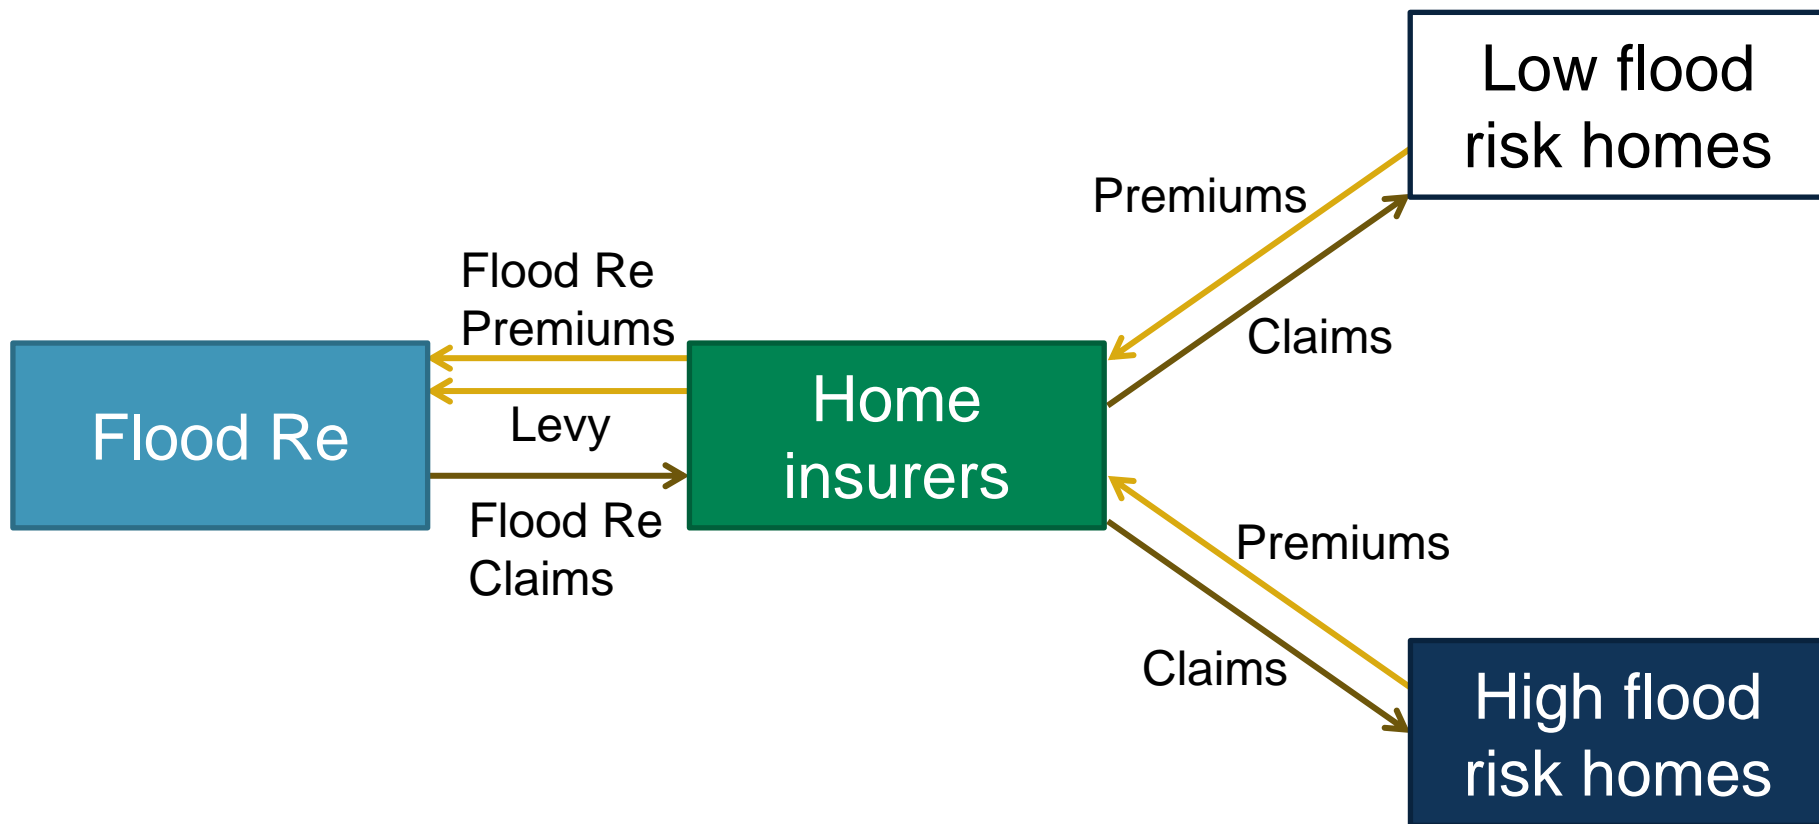 Low flood
risk homes
Premiums
Claims
Flood Re
Premiums
Levy
Flood Re
Home
insurers
Flood Re
Claims
Premiums
Claims
High flood
risk homes